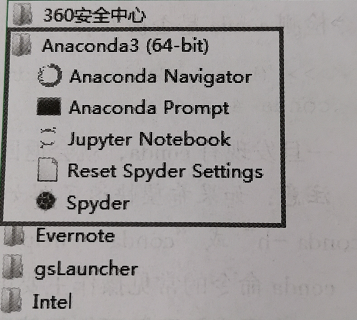 360安全中心
Anaconda3 (64-bit)
Anaconda Navigator
Anaconda Prompt
Jupyter Notebook
Reset Spyder Settings
Spyder
Evernote
gsLauncher
Intel